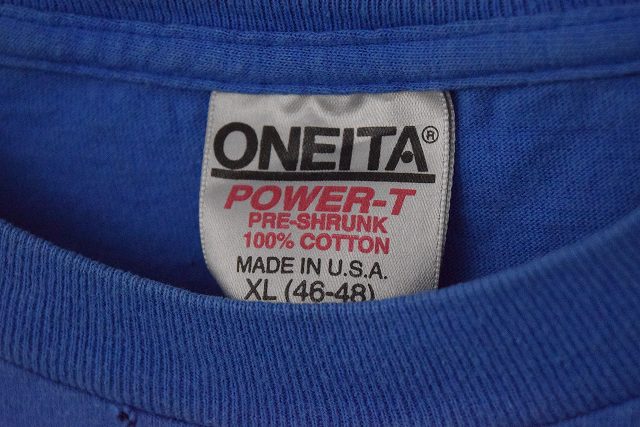 ONEITA®
POWER-T
PRE-SHRUNK
100% COTTON
MADE IN U.S.A.
XL (46-48)